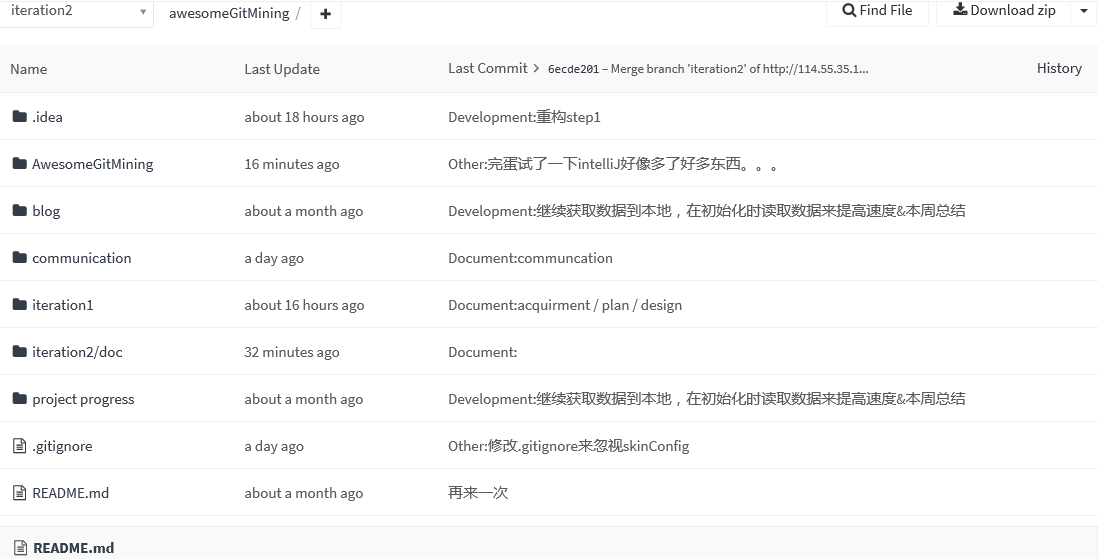 iteration2 awesomeGitMining / Find File Download zip
Name Last Update Last Commit > 6ecde201 – Merge branch 'iteration2' of http://114.55.35.1... History
.idea about 18 hours ago Development:重构step1
AwesomeGitMining 16 minutes ago Other:完蛋试了一下intelliJ好像多了好多东西。。。
blog about a month ago Development:继续获取数据到本地，在初始化时读取数据来提高速度&本周总结
communication a day ago Document:communcation
iteration1 about 16 hours ago Document:acquirment / plan / design
iteration2/doc 32 minutes ago Document:
project progress about a month ago Development:继续获取数据到本地，在初始化时读取数据来提高速度&本周总结
.gitignore a day ago Other:修改.gitignore来忽视skinConfig
README.md about a month ago 再来一次
README.md